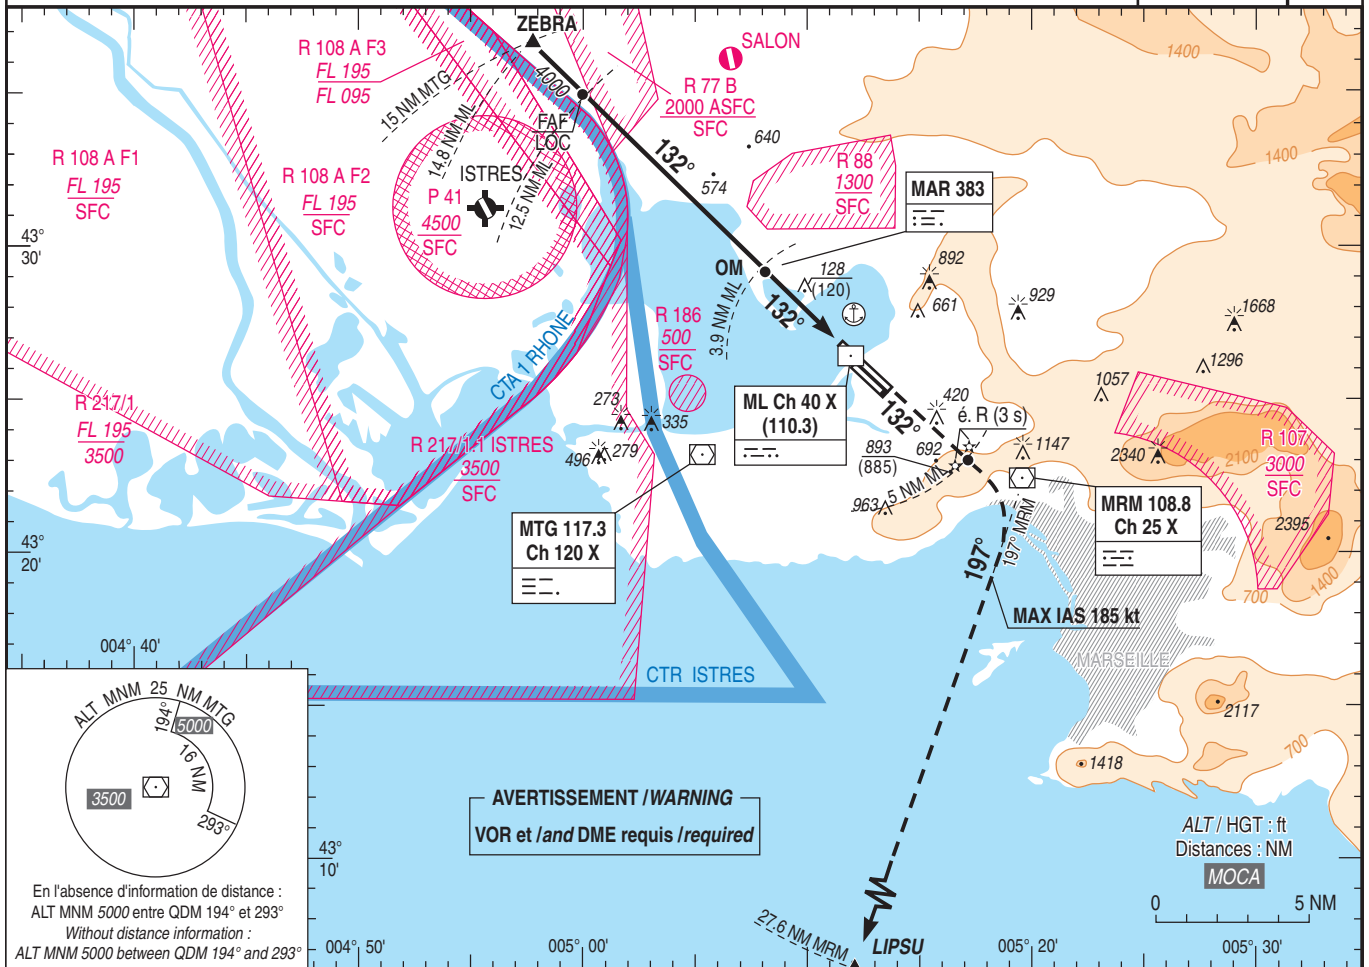 ZEBRA
SALON
R 108 A F3
FL 195
FL 095
15 NM MTG
4000
14.8 NM ML
12.5 NM ML
FAF
LOC
R 77 B
2000 ASFC
SFC
1400
640
132°
574
R 88
1300
SFC
1400
MAR 383
R 108 A F1
FL 195
SFC
R 108 A F2
FL 195
SFC
ISTRES
P 41
4500
SFC
43°
30'
OM
128
(120)
892
661
929
1668
132°
3.9 NM ML
R 186
500
SFC
CTA 1 RHONE
1296
1057
R 217/1
FL 195
3500
273
335
496
279
R 217/1.1 ISTRES
3500
SFC
ML Ch 40 X
(110.3)
132°
420
é. R (3 s)
893
(885)
692
1147
963
5 NM ML
2340
2100
R 107
3000
SFC
2395
MTG 117.3
Ch 120 X
MRM 108.8
Ch 25 X
43°
20'
197°
197° MRM
MAX IAS 185 kt
700
1400
MARSEILLE
004° 40'
CTR ISTRES
2117
700
1418
ALT MNM 25 NM MTG
194°
5000
16 NM
3500
293°
AVERTISSEMENT / WARNING
VOR et / and DME requis / required
ALT / HGT : ft
Distances : NM
MOCA
0 5 NM
43°
10'
En l'absence d'information de distance :
ALT MNM 5000 entre QDM 194° et 293°
Without distance information :
ALT MNM 5000 between QDM 194° and 293°
27.6 NM MRM
LIPSU
004° 50'
005° 00'
005° 20'
005° 30'